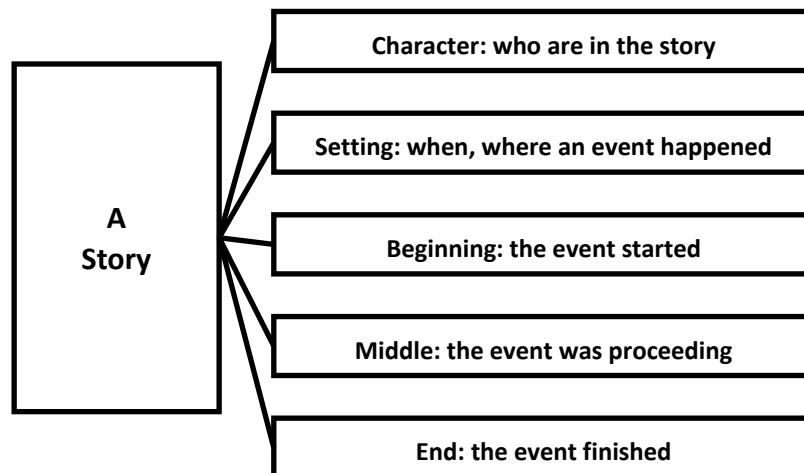 A
Story
Character: who are in the story
Setting: when, where an event happened
Beginning: the event started
Middle: the event was proceeding
End: the event finished